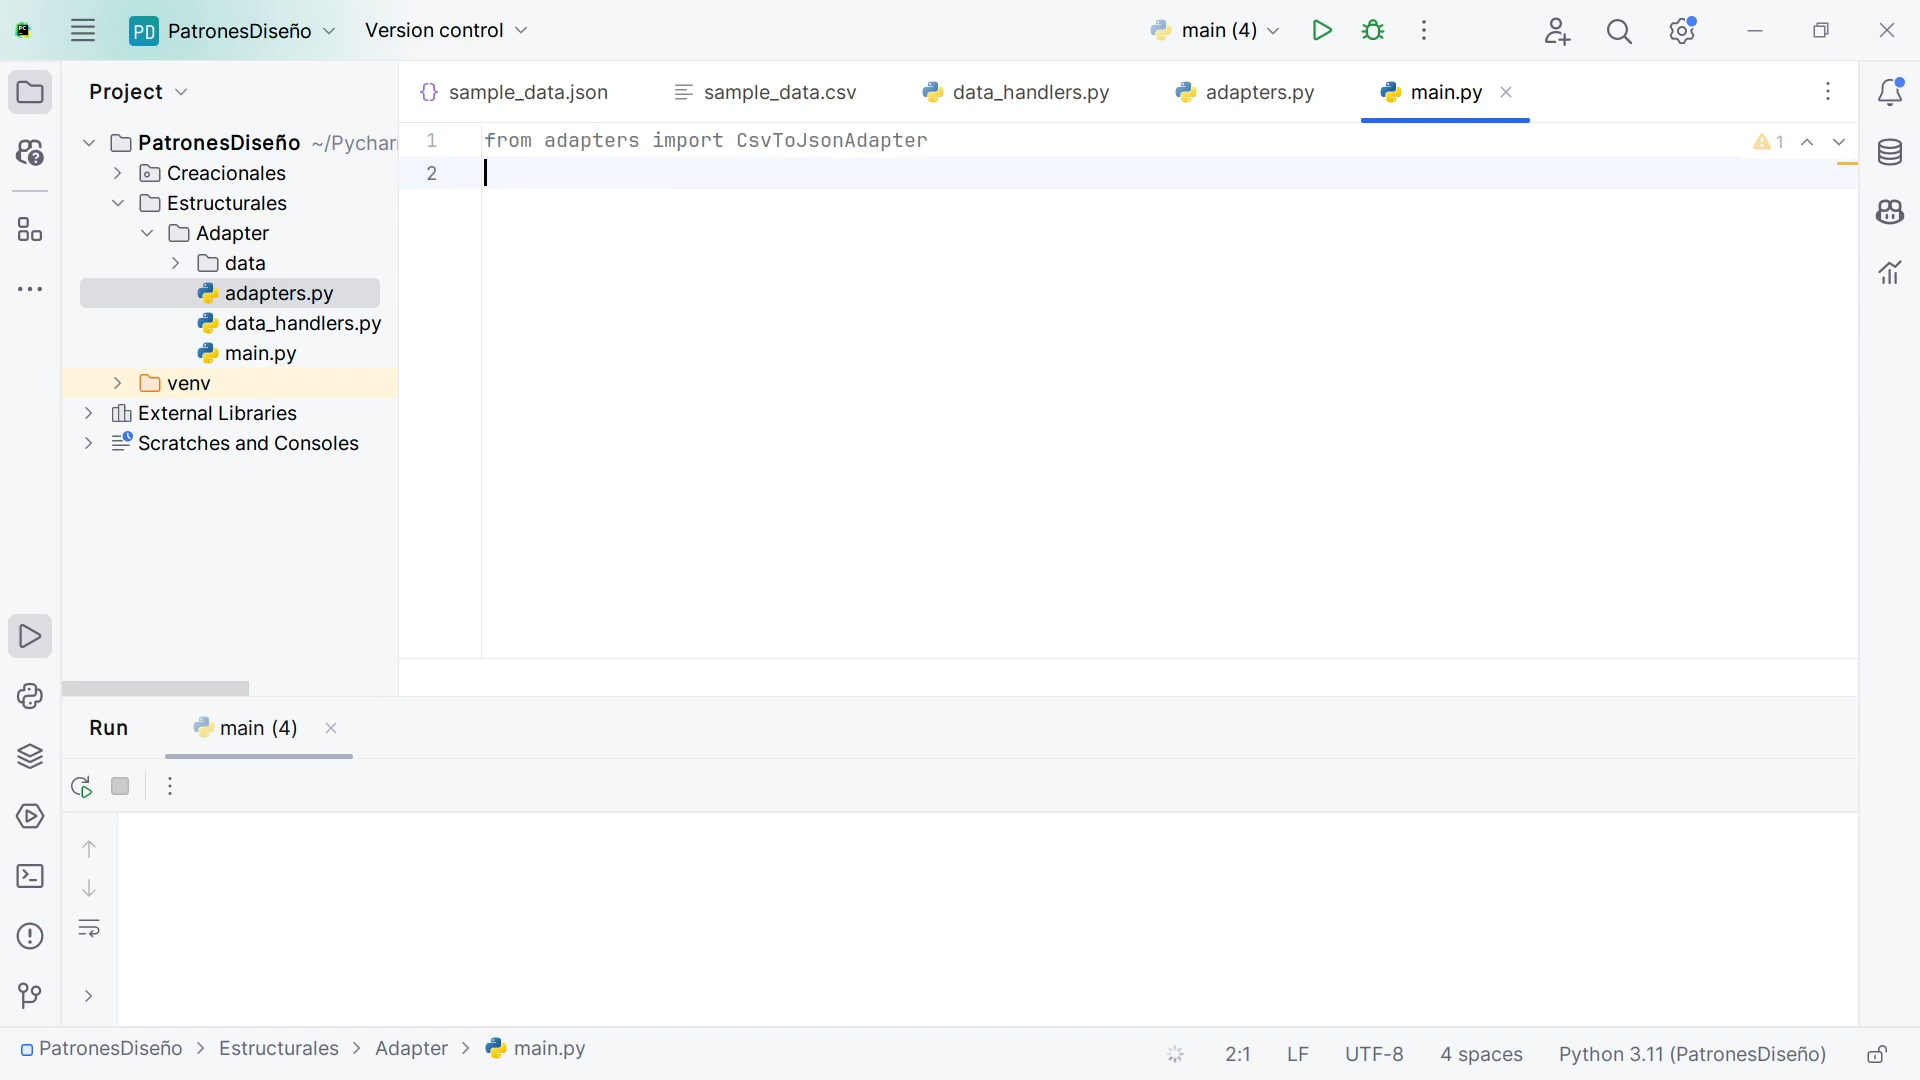 PD PatronesDiseño Version control main (4)
Project
sample_data.json sample_data.csv data_handlers.py adapters.py main.py
PatronesDiseño ~/Pychar
Creacionales
Estructurales
Adapter
data
adapters.py
data_handlers.py
main.py
venv
External Libraries
Scratches and Consoles
1 from adapters import CsvToJsonAdapter
1
2
Run main (4)
PatronesDiseño > Estructurales > Adapter > main.py
2:1 LF UTF-8 4 spaces Python 3.11 (PatronesDiseño)